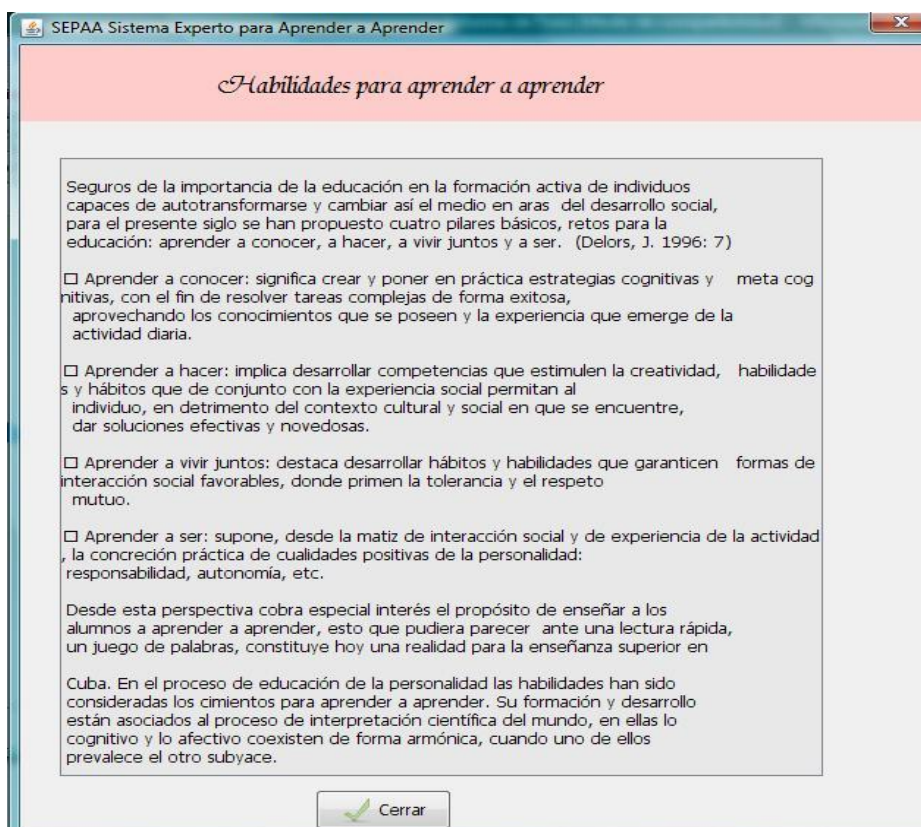 SEPAA Sistema Experto para Aprender a Aprender
Habilidades para aprender a aprender
Seguros de la importancia de la educación en la formación activa de individuos
capaces de autotransformarse y cambiar así el medio en aras  del desarrollo social,
para el presente siglo se han propuesto cuatro pilares básicos, retos para la
educación: aprender a conocer, a hacer, a vivir juntos y a ser.  (Delors, J. 1996: 7)
□ Aprender a conocer: significa crear y poner en práctica estrategias cognitivas y    meta cog
nitivas, con el fin de resolver tareas complejas de forma exitosa,
aprovechando los conocimientos que se poseen y la experiencia que emerge de la
actividad diaria.
□ Aprender a hacer: implica desarrollar competencias que estimulen la creatividad,   habilidade
s y hábitos que de conjunto con la experiencia social permitan al
individuo, en detrimento del contexto cultural y social en que se encuentre,
dar soluciones efectivas y novedosas.
□ Aprender a vivir juntos: destaca desarrollar hábitos y habilidades que garanticen   formas de
interacción social favorables, donde primen la tolerancia y el respeto
mutuo.
□ Aprender a ser: supone, desde la matiz de interacción social y de experiencia de la actividad
, la concreción práctica de cualidades positivas de la personalidad:
responsabilidad, autonomía, etc.
Desde esta perspectiva cobra especial interés el propósito de enseñar a los
alumnos a aprender a aprender, esto que pudiera parecer  ante una lectura rápida,
un juego de palabras, constituye hoy una realidad para la enseñanza superior en
Cuba. En el proceso de educación de la personalidad las habilidades han sido
consideradas los cimientos para aprender a aprender. Su formación y desarrollo
están asociados al proceso de interpretación científica del mundo, en ellas lo
cognitivo y lo afectivo coexisten de forma armónica, cuando uno de ellos
prevalece el otro subyace.
Cerrar